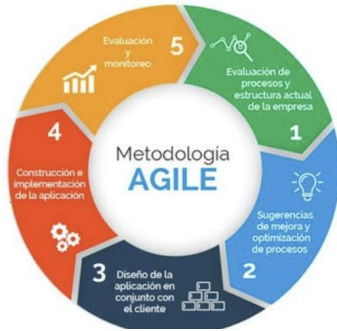 Metodología
AGILE
Evaluación de
procesos y
estructura actual
de la empresa
1
Sugerencias
de mejora y
optimización
de procesos
2
3
Diseño de la
aplicación en
conjunto con
el cliente
4
Construcción e
implementación
de la aplicación
5
Evaluación
y
monitoreo